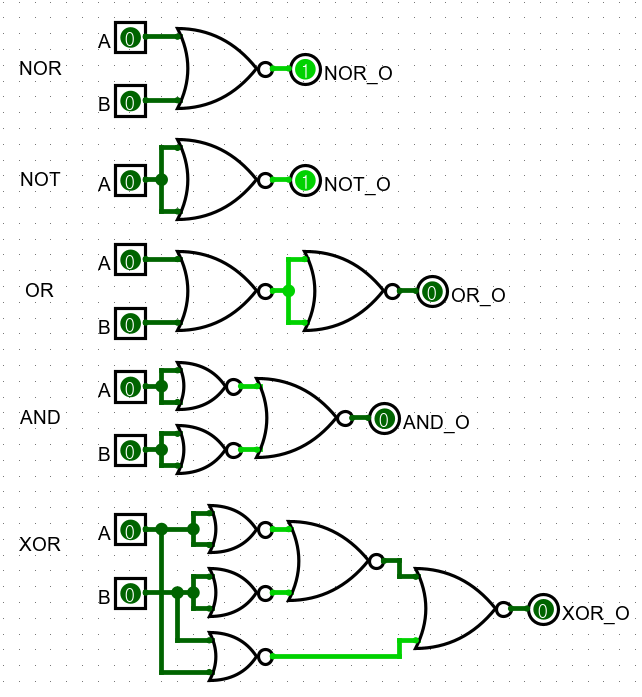 A 0
NOR 1 NOR_O
B 0
NOT A 0 1 NOT_O
A 0
OR 0 OR_O
B 0
A 0
AND 0 AND_O
B 0
A 0
XOR
B 0
0 XOR_O